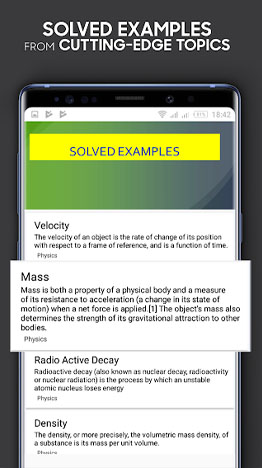 SOLVED EXAMPLES
FROM CUTTING-EDGE TOPICS
18:42
SOLVED EXAMPLES
Velocity
The velocity of an object is the rate of change of its position
with respect to a frame of reference, and is a function of time.
Physics
Mass
Mass is both a property of a physical body and a measure
of its resistance to acceleration (a change in its state of
motion) when a net force is applied.[1] The object's mass also
determines the strength of its gravitational attraction to other
bodies.
Physics
Radio Active Decay
Radioactive decay (also known as nuclear decay, radioactivity
or nuclear radiation) is the process by which an unstable
atomic nucleus loses energy
Physics
Density
The density, or more precisely, the volumetric mass density, of
a substance is its mass per unit volume.
Physics